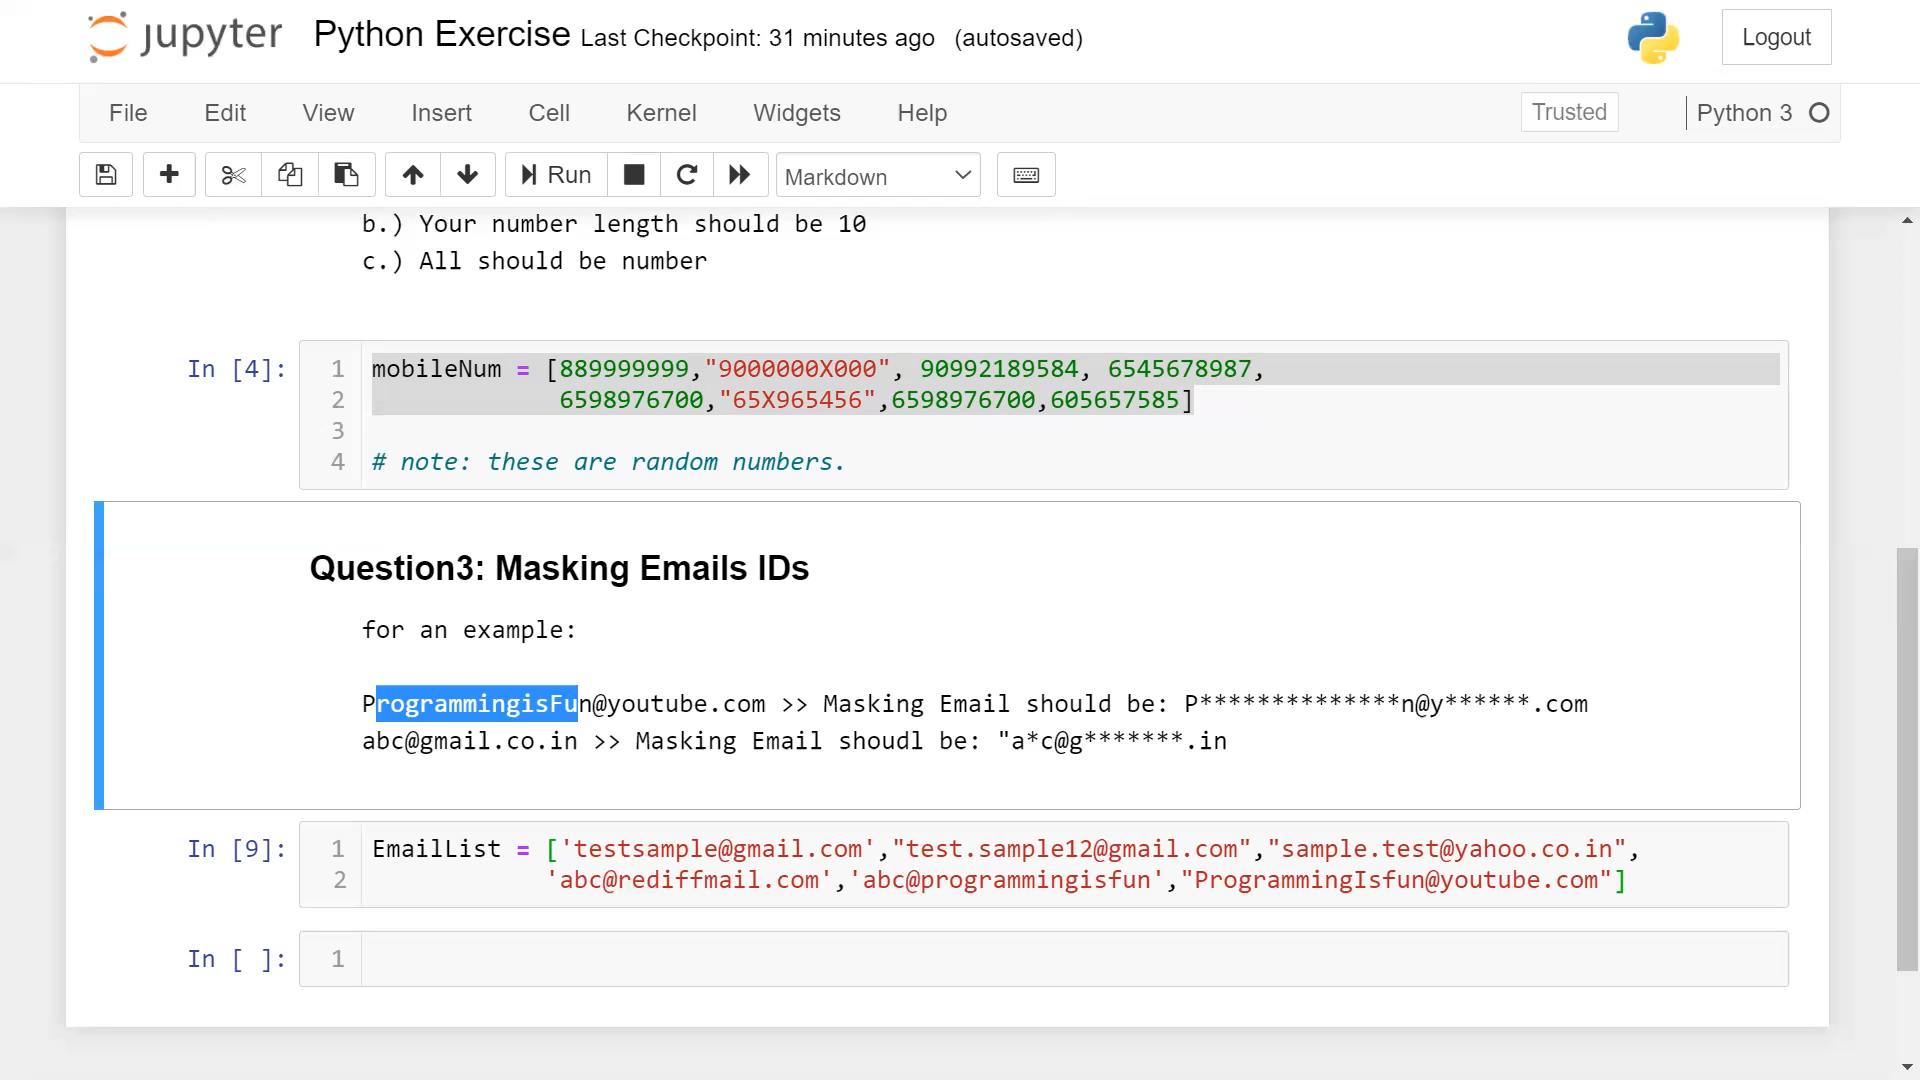 jupyter Python Exercise Last Checkpoint: 31 minutes ago (autosaved) Logout
File Edit View Insert Cell Kernel Widgets Help Trusted Python 3
Run Markdown
b.) Your number length should be 10
c.) All should be number
In [4]: 1 mobileNum = [889999999,"9000000X000", 90992189584, 6545678987,
2 6598976700,"65X965456",6598976700,605657585]
3
4 # note: these are random numbers.
Question3: Masking Emails IDs
for an example:
ProgrammingisFun@youtube.com >> Masking Email should be: P**************n@y******.com
abc@gmail.co.in >> Masking Email shoudl be: "a*c@g*******.in
In [9]: 1 EmailList = ['testsample@gmail.com',"test.sample12@gmail.com","sample.test@yahoo.co.in",
2 'abc@rediffmail.com','abc@programmingisfun',"ProgrammingIsfun@youtube.com"]
In [ ]: 1